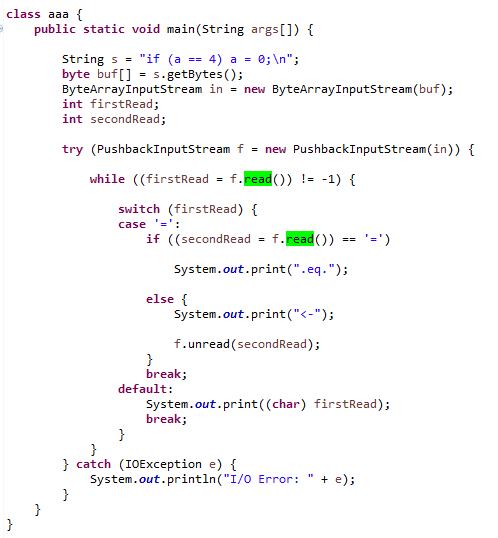 class aaa {
    public static void main(String args[]) {

        String s = "if (a == 4) a = 0;\n";
        byte buf[] = s.getBytes();
        ByteArrayInputStream in = new ByteArrayInputStream(buf);
        int firstRead;
        int secondRead;

        try (PushbackInputStream f = new PushbackInputStream(in)) {

            while ((firstRead = f.read()) != -1) {

                switch (firstRead) {
                case '=':
                    if ((secondRead = f.read()) == '=')

                        System.out.print(".eq.");

                    else {
                        System.out.print("<-");

                        f.unread(secondRead);
                    }
                    break;
                default:
                    System.out.print((char) firstRead);
                    break;
                }
            }
        } catch (IOException e) {
            System.out.println("I/O Error: " + e);
        }
    }
}